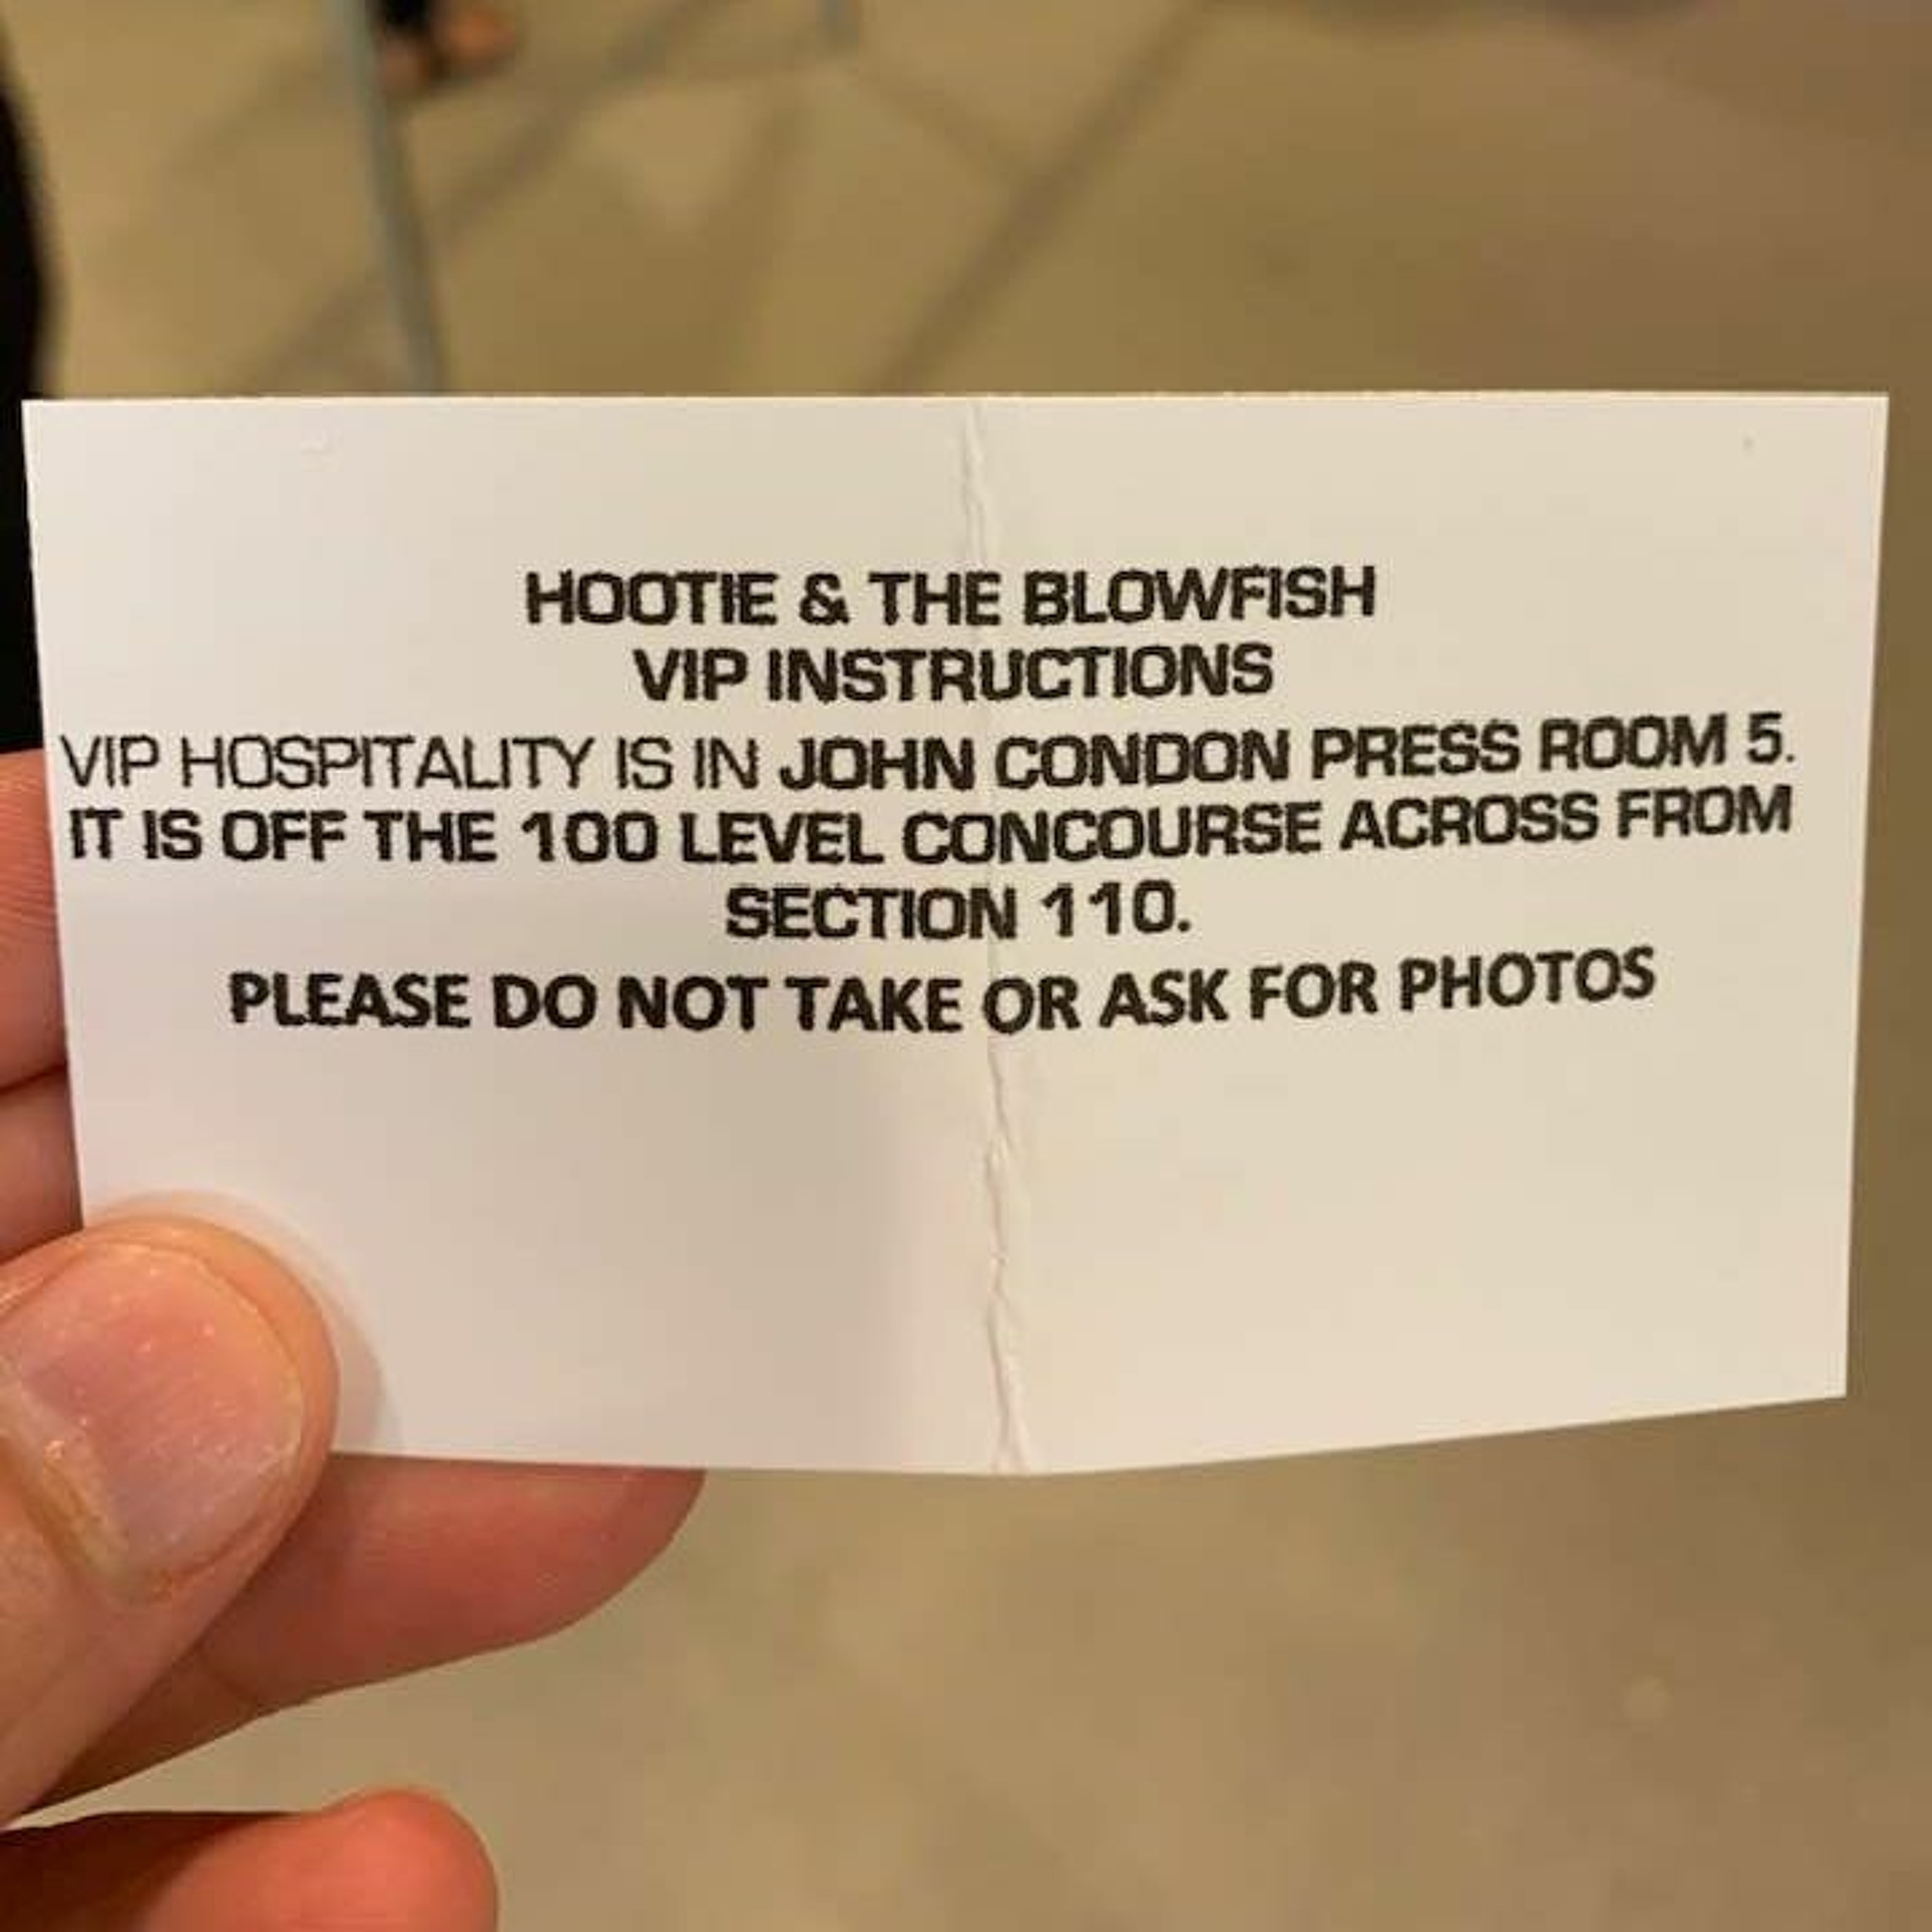 HOOTIE & THE BLOWFISH
VIP INSTRUCTIONS
VIP HOSPITALITY IS IN JOHN CONDON PRESS ROOM 5.
IT IS OFF THE 100 LEVEL CONCOURSE ACROSS FROM
SECTION 110.
PLEASE DO NOT TAKE OR ASK FOR PHOTOS